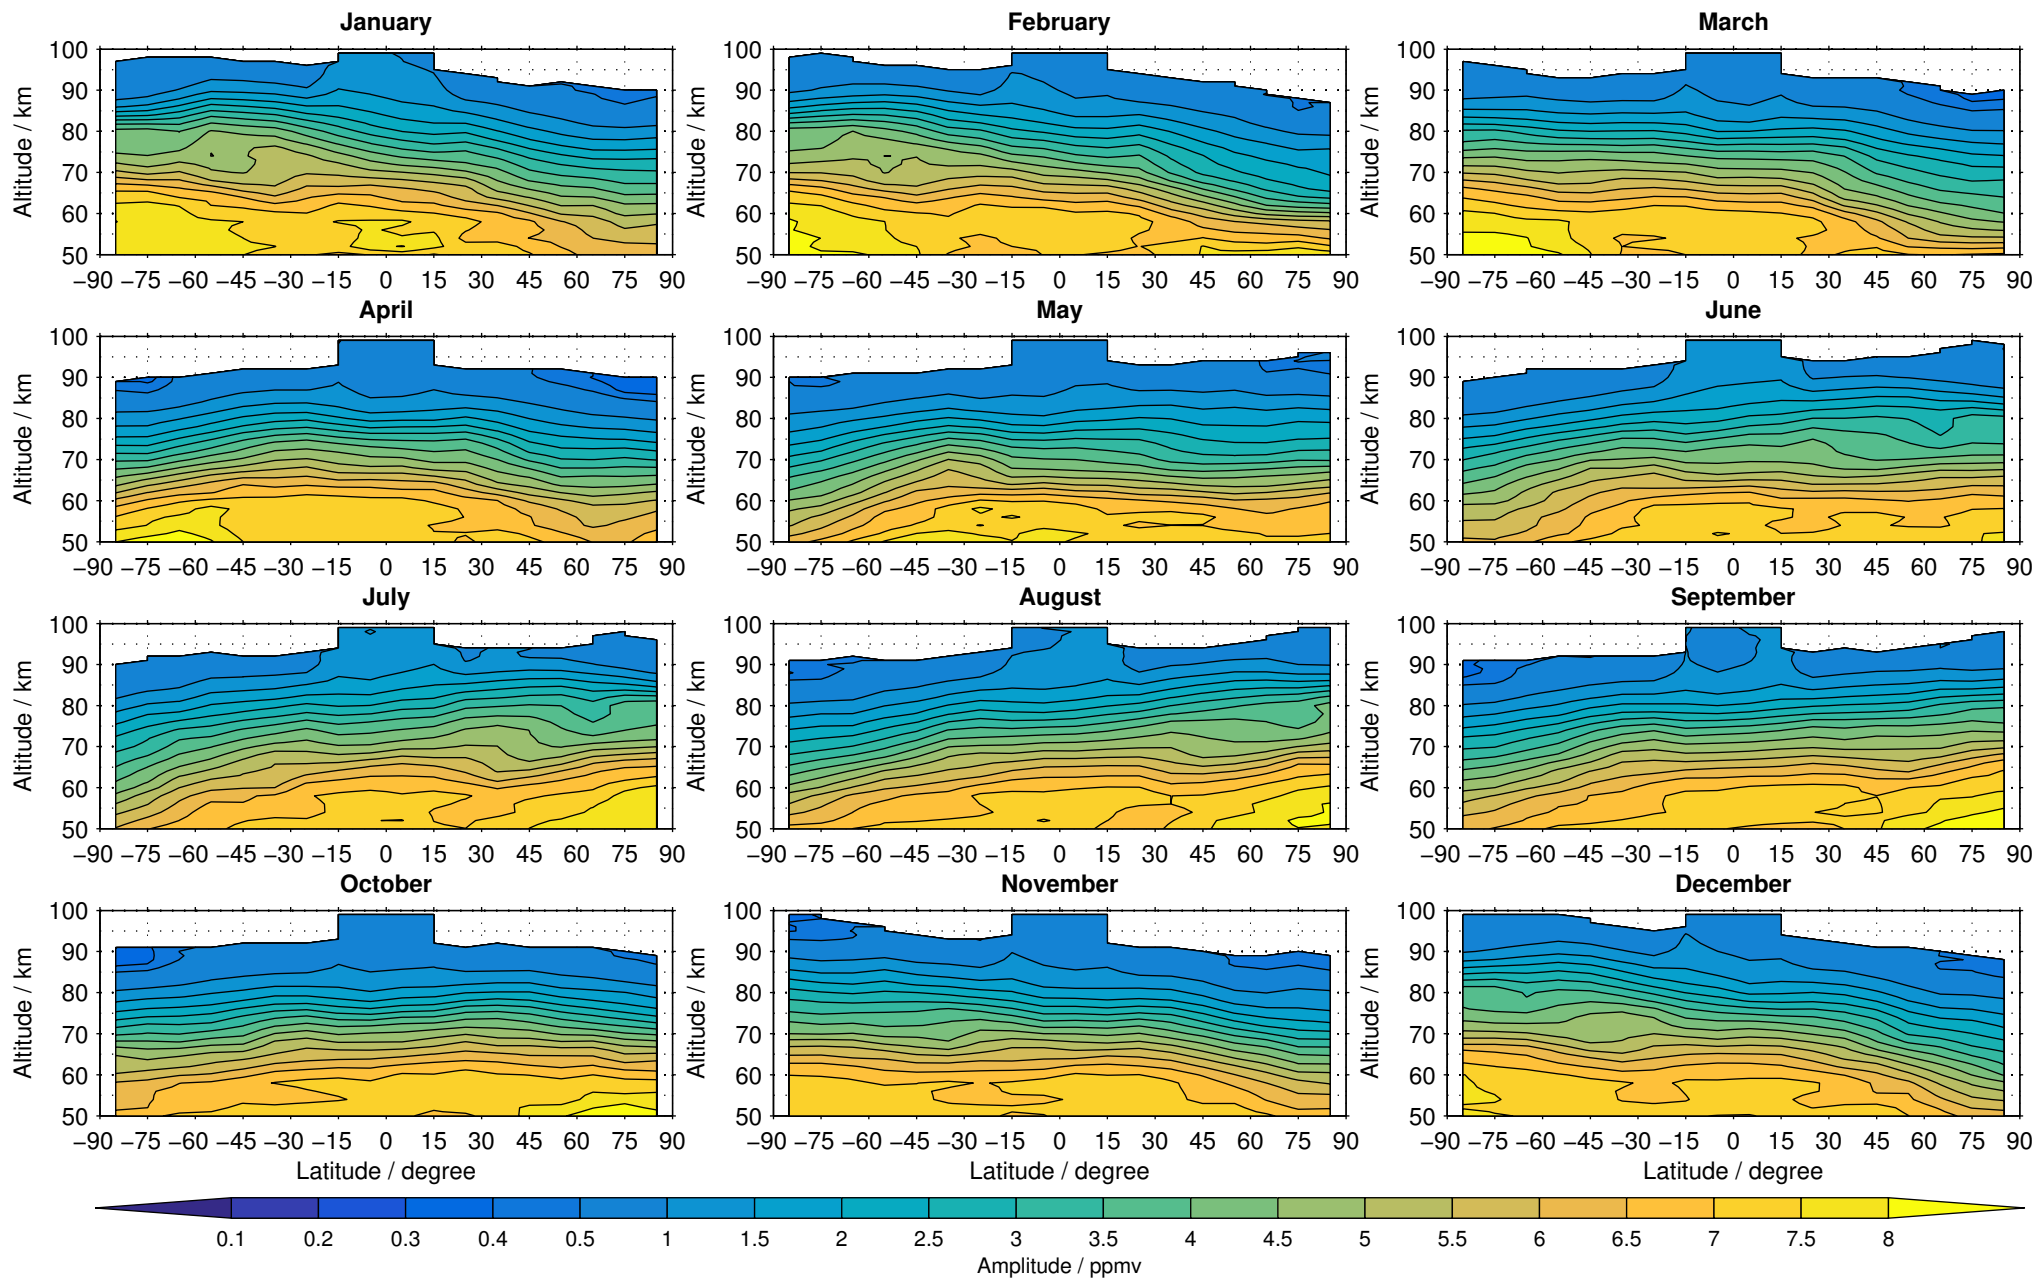 January February March
100 100 100
90 90 90
80 80 80
70 70 70
60 60 60
50 50 50
Altitude / km Altitude / km Altitude / km
−90 −75 −60 −45 −30 −15 0 15 30 45 60 75 90 −90 −75 −60 −45 −30 −15 0 15 30 45 60 75 90 −90 −75 −60 −45 −30 −15 0 15 30 45 60 75 90
April May June
100 100 100
90 90 90
80 80 80
70 70 70
60 60 60
50 50 50
Altitude / km Altitude / km Altitude / km
−90 −75 −60 −45 −30 −15 0 15 30 45 60 75 90 −90 −75 −60 −45 −30 −15 0 15 30 45 60 75 90 −90 −75 −60 −45 −30 −15 0 15 30 45 60 75 90
July August September
100 100 100
90 90 90
80 80 80
70 70 70
60 60 60
50 50 50
Altitude / km Altitude / km Altitude / km
−90 −75 −60 −45 −30 −15 0 15 30 45 60 75 90 −90 −75 −60 −45 −30 −15 0 15 30 45 60 75 90 −90 −75 −60 −45 −30 −15 0 15 30 45 60 75 90
October November December
100 100 100
90 90 90
80 80 80
70 70 70
60 60 60
50 50 50
Altitude / km Altitude / km Altitude / km
−90 −75 −60 −45 −30 −15 0 15 30 45 60 75 90 −90 −75 −60 −45 −30 −15 0 15 30 45 60 75 90 −90 −75 −60 −45 −30 −15 0 15 30 45 60 75 90
Latitude / degree Latitude / degree Latitude / degree
0.1 0.2 0.3 0.4 0.5 1 1.5 2 2.5 3 3.5 4 4.5 5 5.5 6 6.5 7 7.5 8
Amplitude / ppmv